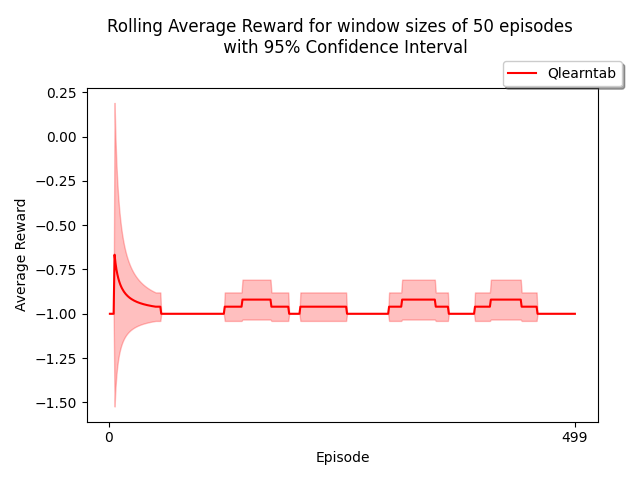 Rolling Average Reward for window sizes of 50 episodes
with 95% Confidence Interval
Qlearntab
0.25
0.00
−0.25
−0.50
−0.75
−1.00
−1.25
−1.50
Average Reward
0
499
Episode